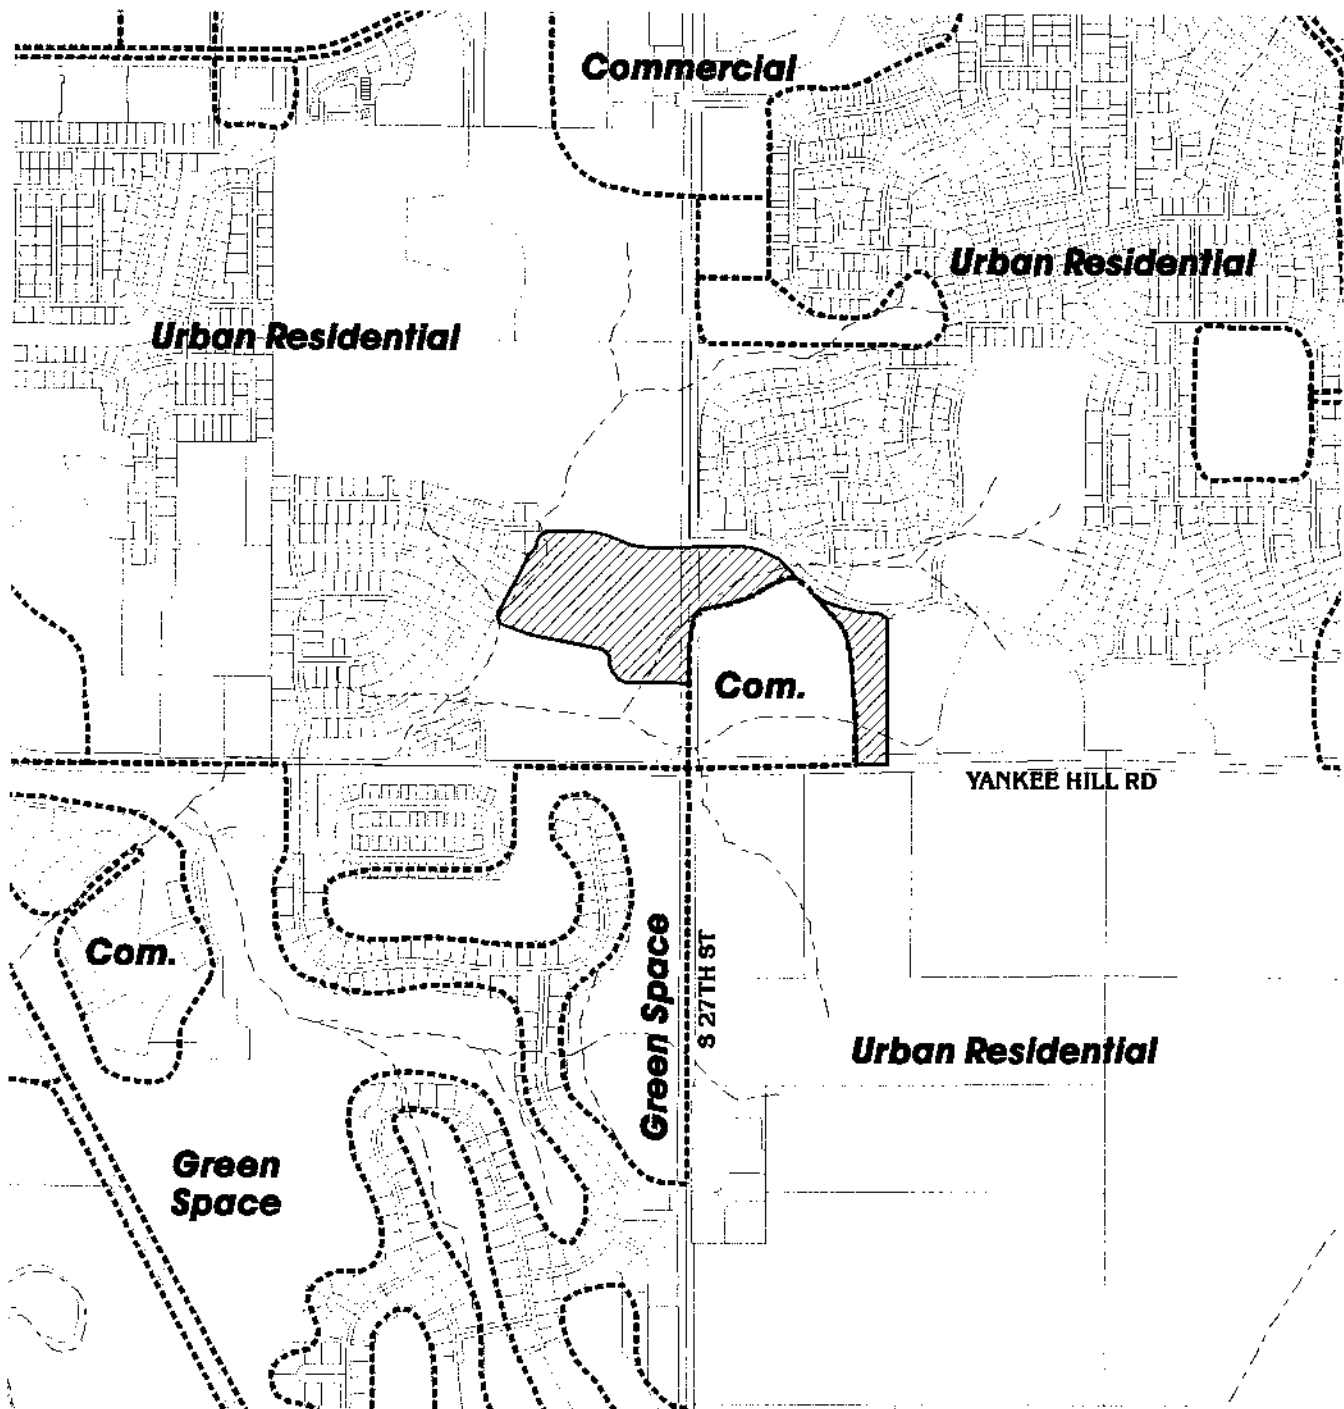 Commercial
Urban Residential
Urban Residential
Com.
YANKEE HILL RD
Com.
Green Space
S 27TH ST
Urban Residential
Green
Space